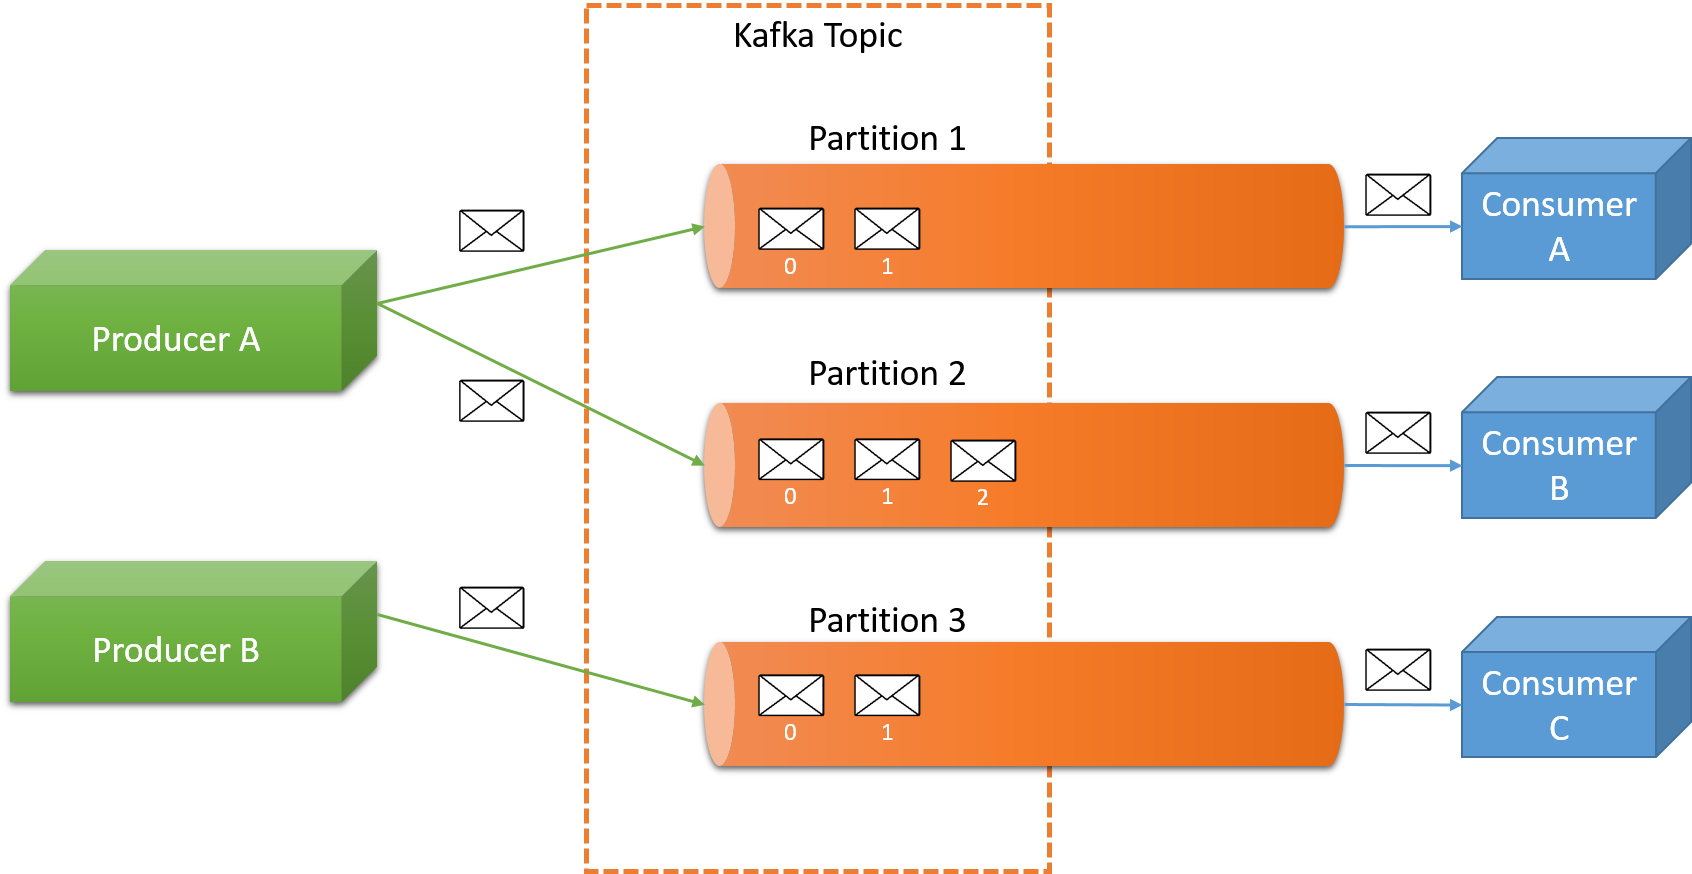 Kafka Topic
Partition 1
0 1
Consumer
A
Producer A
Partition 2
0 1 2
Consumer
B
Producer B
Partition 3
0 1
Consumer
C